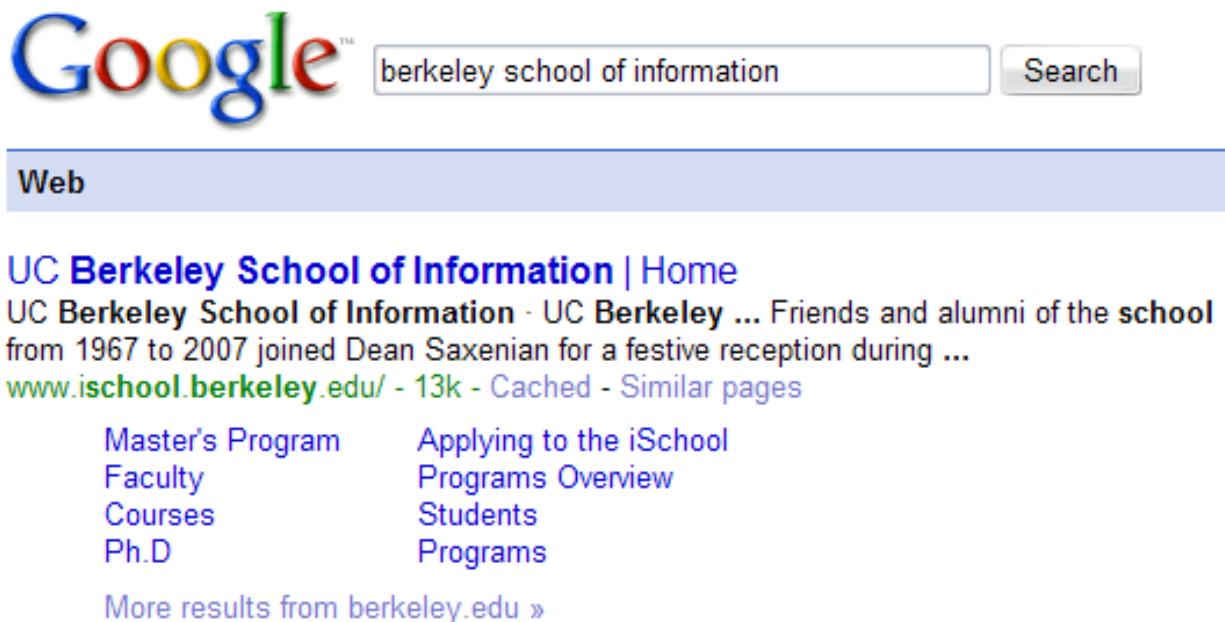 Google™
berkeley school of information Search
Web
UC Berkeley School of Information | Home
UC Berkeley School of Information · UC Berkeley ... Friends and alumni of the school
from 1967 to 2007 joined Dean Saxenian for a festive reception during ...
www.ischool.berkeley.edu/ - 13k - Cached - Similar pages
Master's Program Applying to the iSchool
Faculty Programs Overview
Courses Students
Ph.D Programs
More results from berkeley.edu »